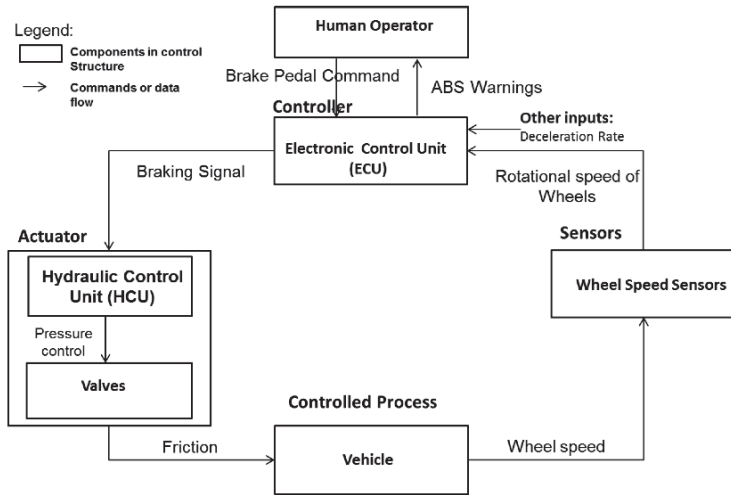 Legend:
Components in control
Structure
Commands or data
flow
Human Operator
Brake Pedal Command
ABS Warnings
Controller
Electronic Control Unit
(ECU)
Other inputs:
Deceleration Rate
Braking Signal
Rotational speed of
Wheels
Actuator
Sensors
Hydraulic Control
Unit (HCU)
Wheel Speed Sensors
Pressure
control
Valves
Controlled Process
Friction
Vehicle
Wheel speed